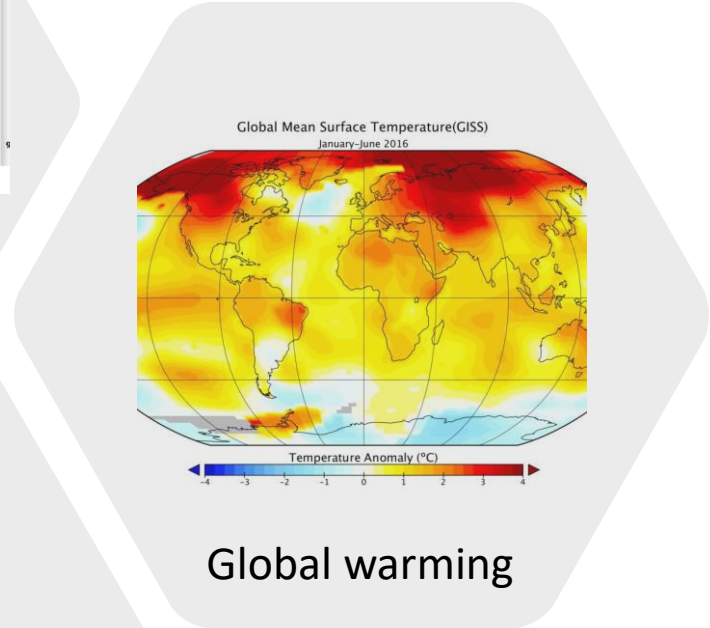 g
Global Mean Surface Temperature(GISS)
January-June 2016
Temperature Anomaly (°C)
-4 -3 -2 -1 0 1 2 3 4
Global warming